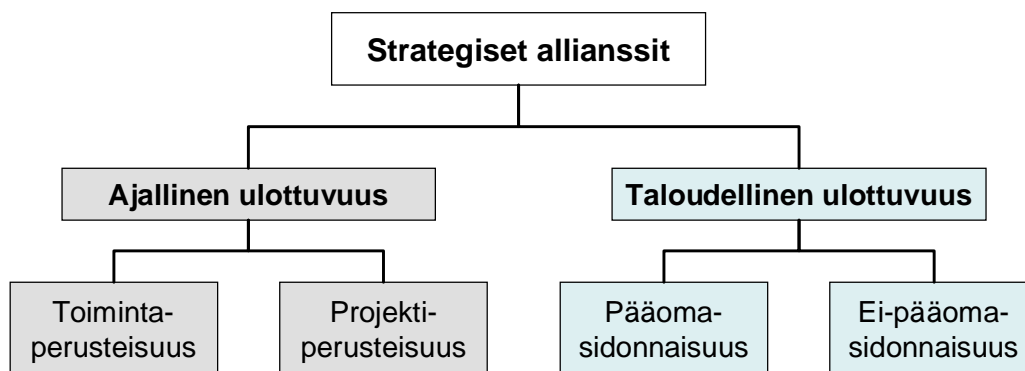 Strategiset allianssit
Ajallinen ulottuvuus
Taloudellinen ulottuvuus
Toiminta-
perusteisuus
Projekti-
perusteisuus
Pääoma-
sidonnaisuus
Ei-pääoma-
sidonnaisuus